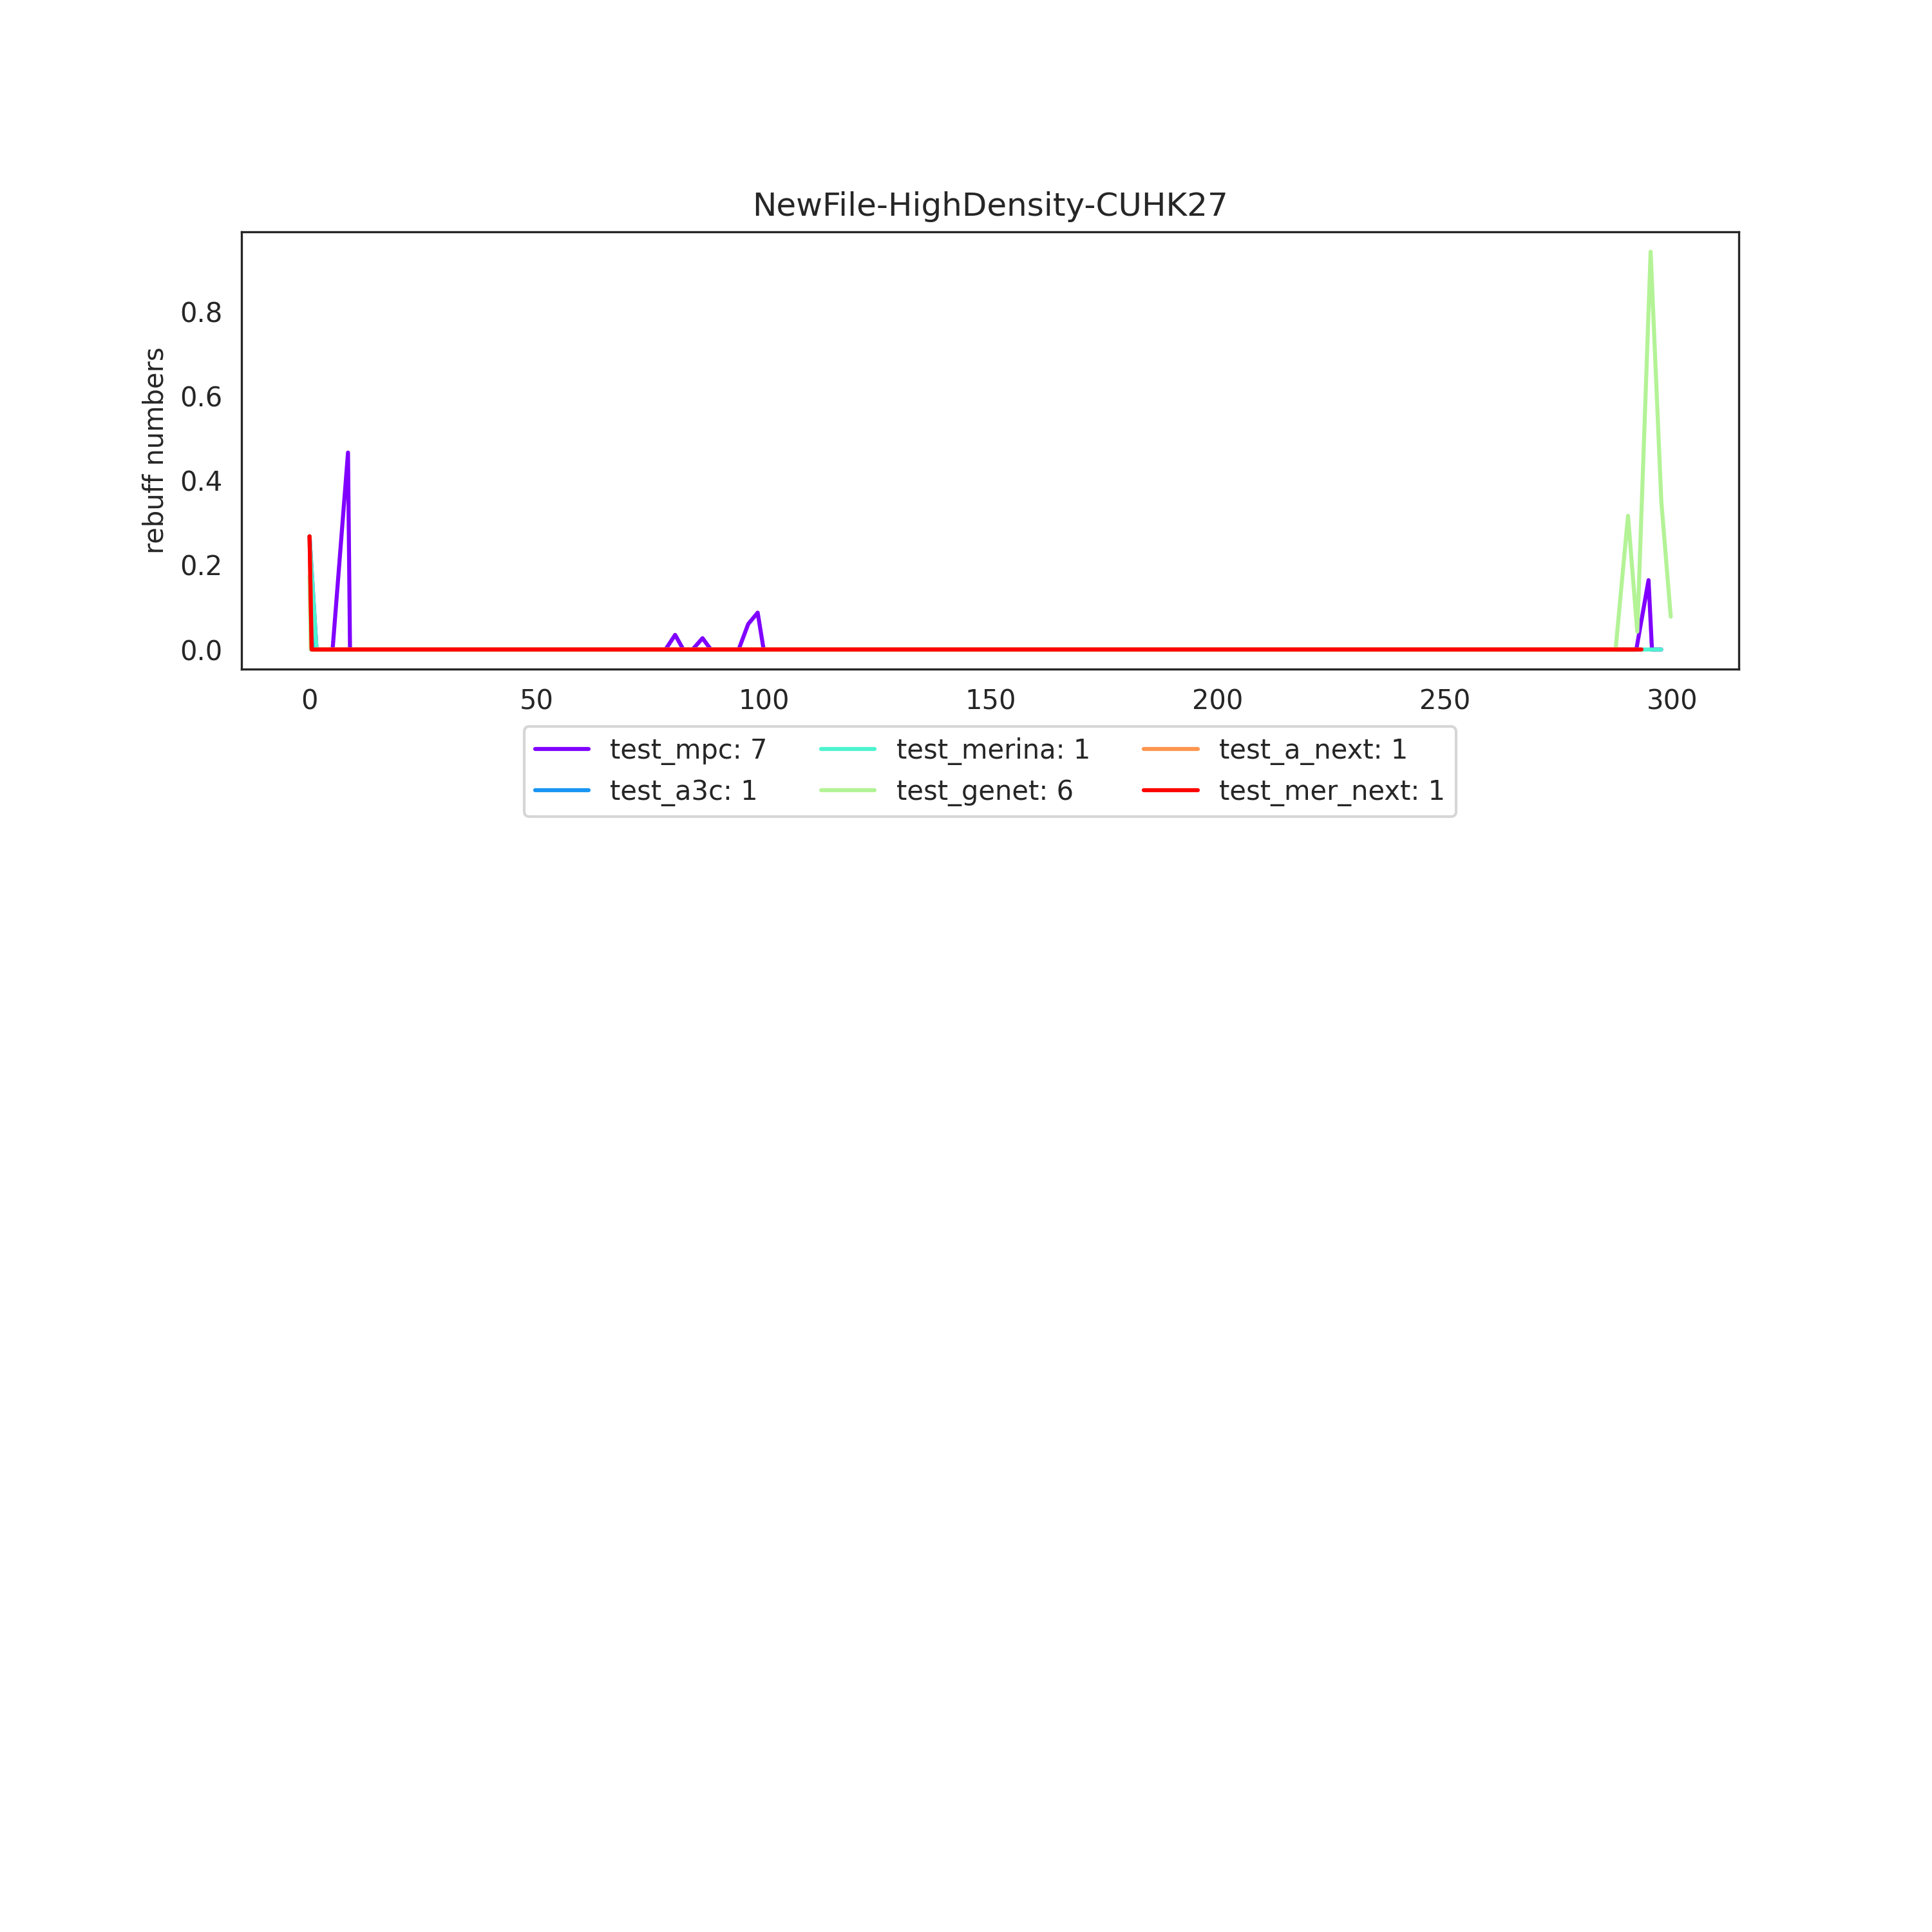 NewFile-HighDensity-CUHK27
rebuff numbers
0.8
0.6
0.4
0.2
0.0
0 50 100 150 200 250 300
test_mpc: 7 test_merina: 1 test_a_next: 1
test_a3c: 1 test_genet: 6 test_mer_next: 1